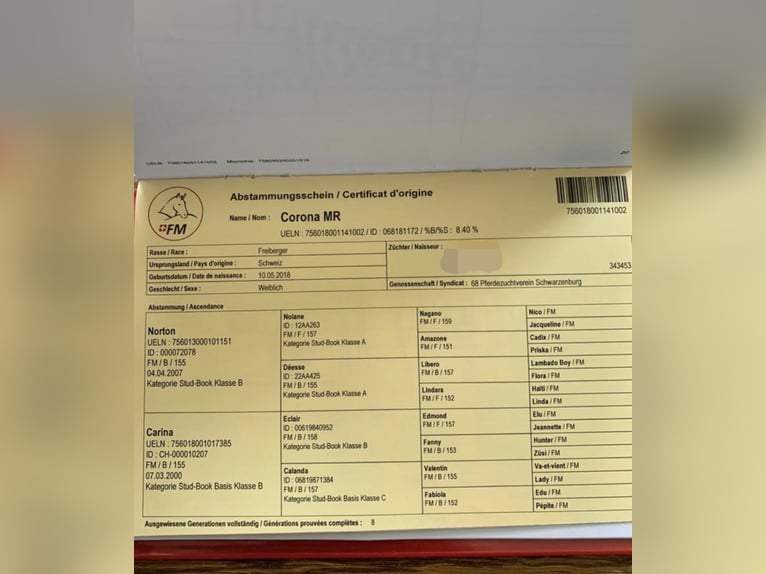 UELN: 756018001141002 Microchip:
FM
Abstammungsschein / Certificat d'origine
Name / Nom : Corona MR
UELN : 756018001141002 / ID : 068181172 / %B/%S : 8.40 %
756018001141002
Rasse / Race : Freiberger
Ursprungsland / Pays d'origine : Schweiz
Geburtsdatum / Date de naissance : 10.05.2018
Geschlecht / Sexe : Weiblich
Züchter / Naisseur :
343453
Genossenschaft / Syndicat : 68 Pferdezuchtverein Schwarzenburg
Abstammung / Ascendance
Norton
UELN : 756013000101151
ID : 000072078
FM / B / 155
04.04.2007
Kategorie Stud-Book Klasse B
Carina
UELN : 756018001017385
ID : CH-000010207
FM / B / 155
07.03.2000
Kategorie Stud-Book Basis Klasse B
Nolane
ID : 12AA263
FM / F / 157
Kategorie Stud-Book Klasse A
Déesse
ID : 22AA425
FM / B / 155
Kategorie Stud-Book Klasse A
Eclair
ID : 00619840952
FM / B / 158
Kategorie Stud-Book Klasse B
Calanda
ID : 06819871384
FM / B / 157
Kategorie Stud-Book Basis Klasse C
Nagano
FM / F / 159
Amazone
FM / F / 151
Libero
FM / B / 157
Lindara
FM / F / 152
Edmond
FM / F / 157
Fanny
FM / B / 153
Valentin
FM / B / 155
Fabiola
FM / B / 152
Nico / FM
Jacqueline / FM
Cadix / FM
Priska / FM
Lambado Boy / FM
Flora / FM
Haiti / FM
Linda / FM
Elu / FM
Jeannette / FM
Hunter / FM
Züsi / FM
Va-et-vient / FM
Lady / FM
Edu / FM
Pépite / FM
Ausgewiesene Generationen vollständig / Générations prouvées complètes : 8